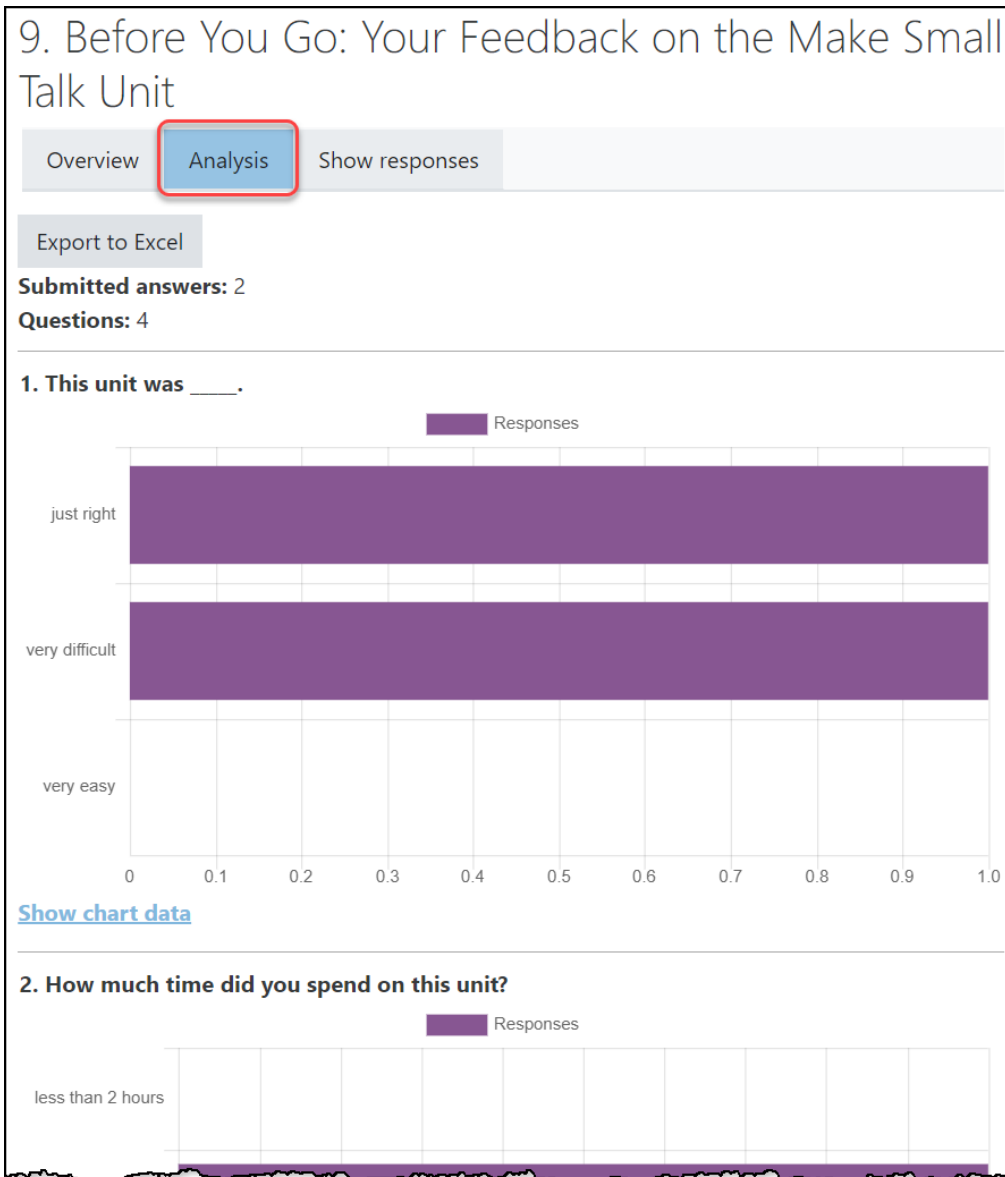 9. Before You Go: Your Feedback on the Make Small
Talk Unit
Overview Analysis Show responses
Export to Excel
Submitted answers: 2
Questions: 4
1. This unit was _____.
Responses
just right
very difficult
very easy
0 0.1 0.2 0.3 0.4 0.5 0.6 0.7 0.8 0.9 1.0
Show chart data
2. How much time did you spend on this unit?
Responses
less than 2 hours